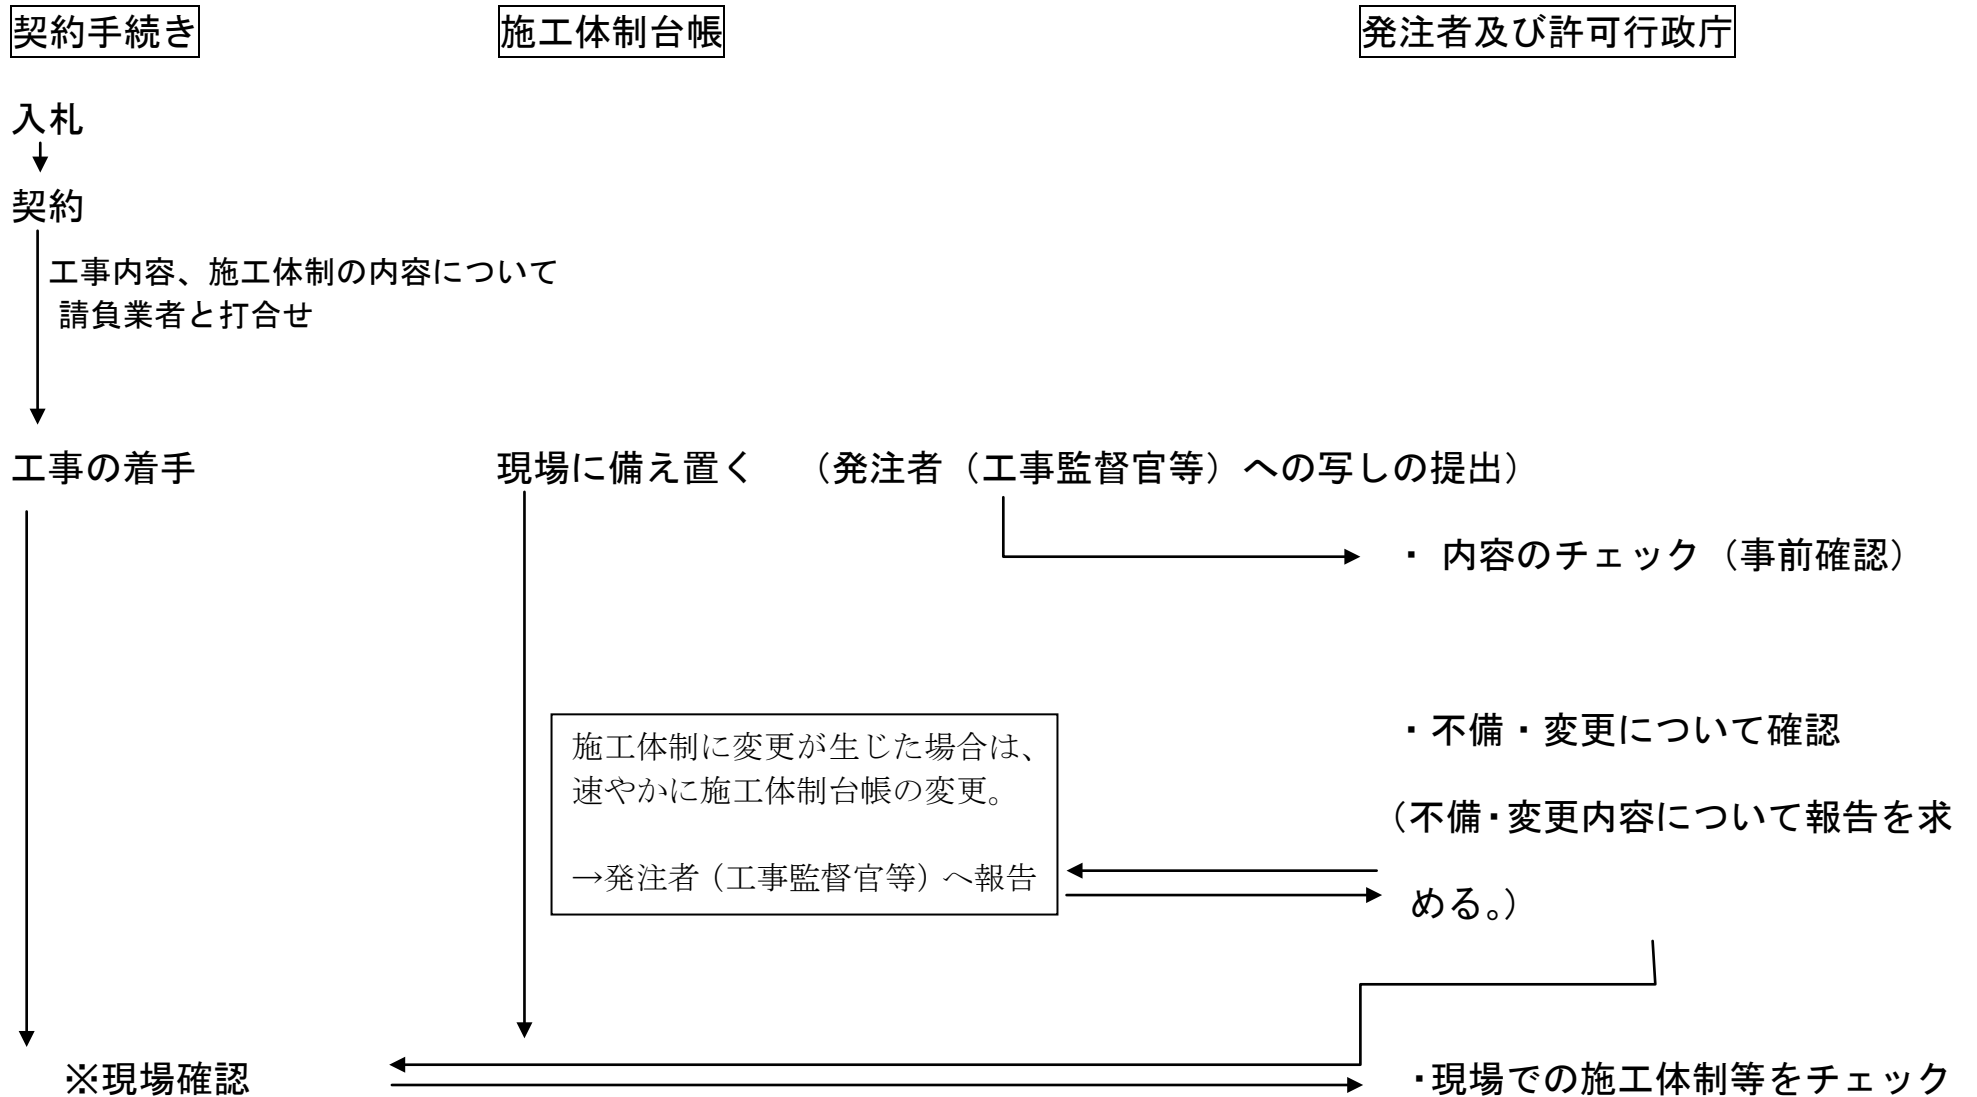 契約手続き
施工体制台帳
発注者及び許可行政庁
入札
契約
工事内容、施工体制の内容について
請負業者と打合せ
工事の着手
現場に備え置く （発注者（工事監督官等）への写しの提出）
・ 内容のチェック（事前確認）
施工体制に変更が生じた場合は、
速やかに施工体制台帳の変更。
→発注者（工事監督官等）へ報告
・不備・変更について確認
（不備・変更内容について報告を求
める。）
※現場確認
・現場での施工体制等をチェック